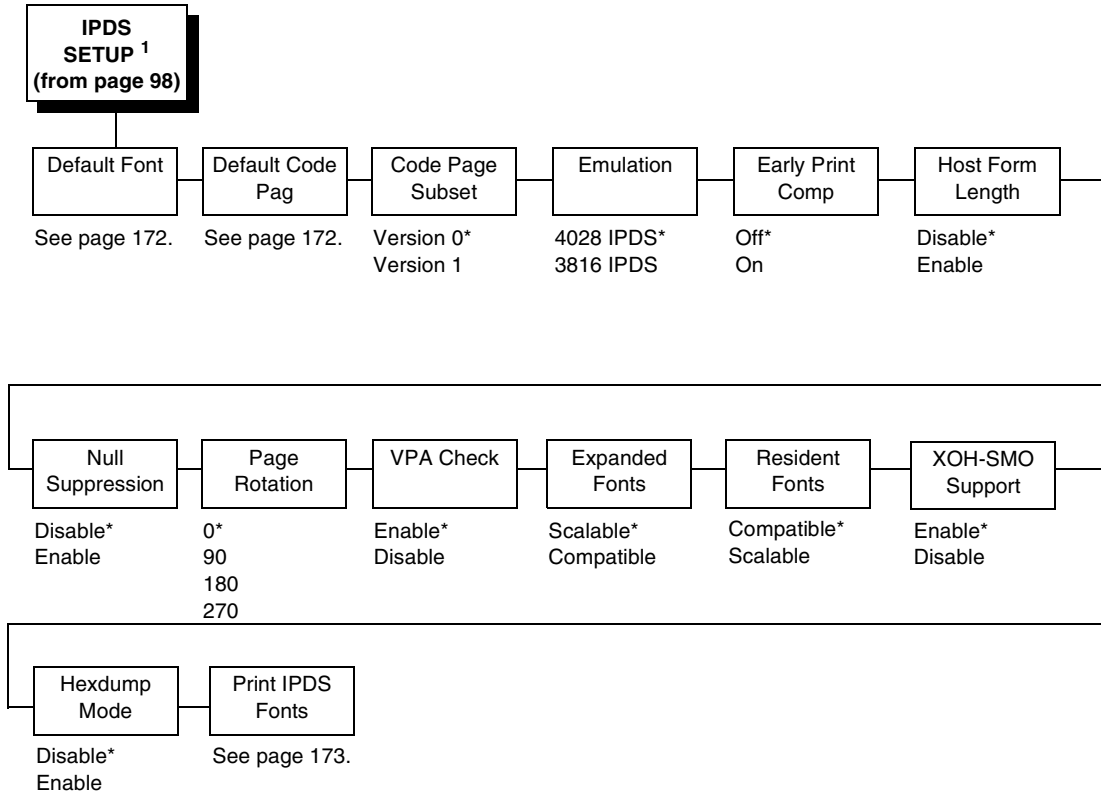 IPDS
SETUP 1
(from page 98)
Default Font
See page 172.
Default Code
Pag
See page 172.
Code Page
Subset
Version 0*
Version 1
Emulation
4028 IPDS*
3816 IPDS
Early Print
Comp
Off*
On
Host Form
Length
Disable*
Enable
Null
Suppression
Disable*
Enable
Page
Rotation
0*
90
180
270
VPA Check
Enable*
Disable
Expanded
Fonts
Scalable*
Compatible
Resident
Fonts
Compatible*
Scalable
XOH-SMO
Support
Enable*
Disable
Hexdump
Mode
Disable*
Enable
Print IPDS
Fonts
See page 173.